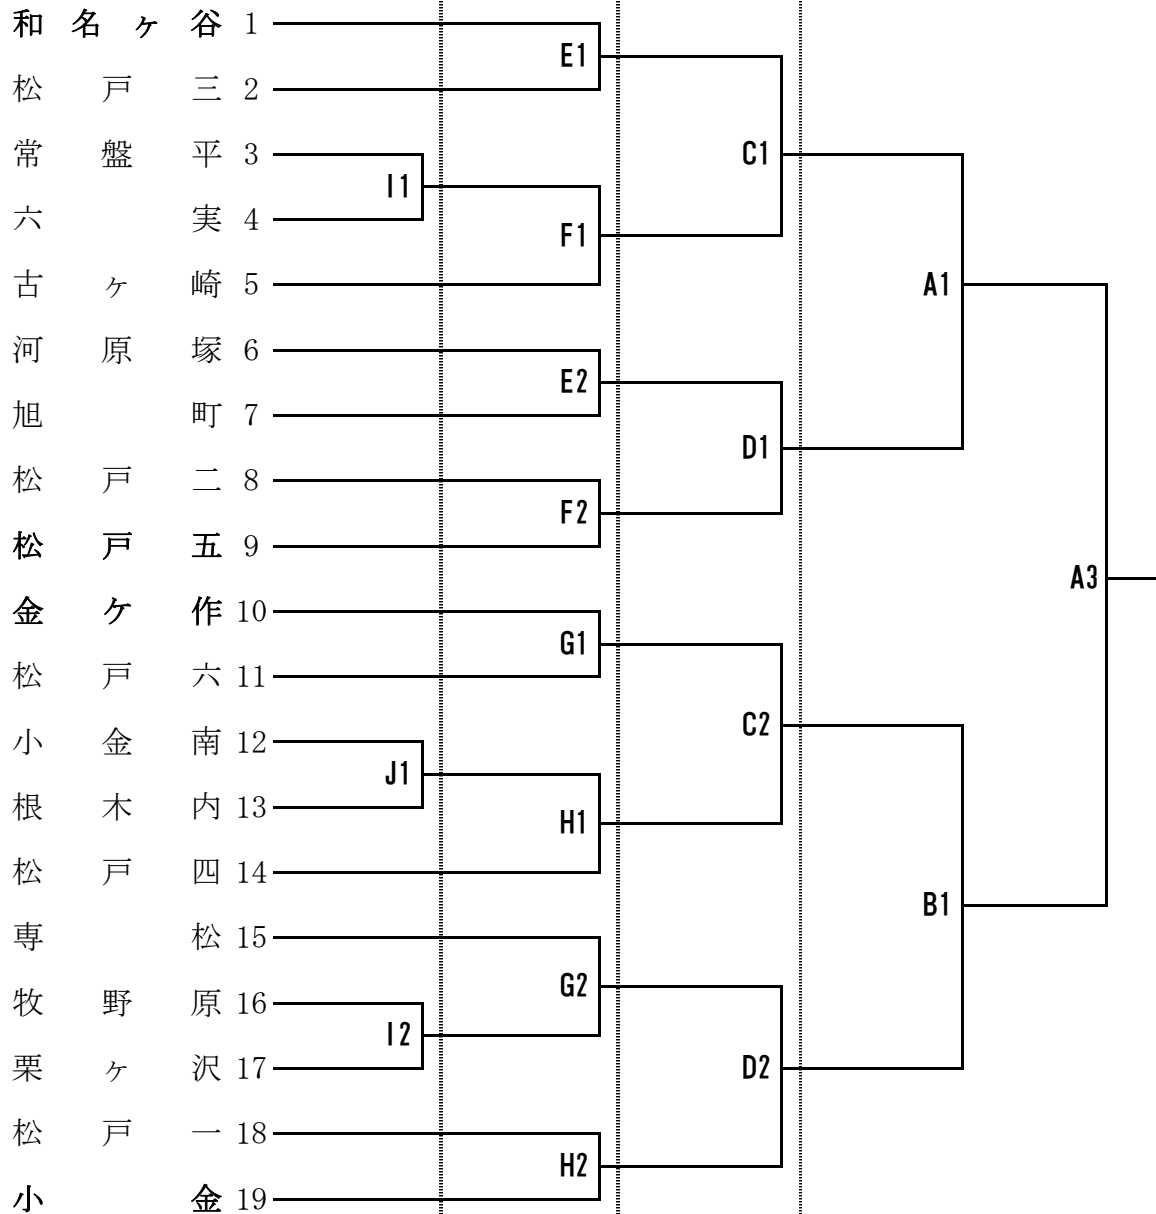 和名ヶ谷 1
E1
松戸三 2
常盤平 3
C1
I1
六実 4
F1
古ヶ崎 5
A1
河原塚 6
E2
旭町 7
D1
松戸二 8
F2
松戸五 9
A3
金ケ作 10
G1
松戸六 11
C2
小金南 12
J1
根木内 13
H1
松戸四 14
B1
専松 15
G2
牧野原 16
I2
栗ヶ沢 17
D2
松戸一 18
H2
小金 19